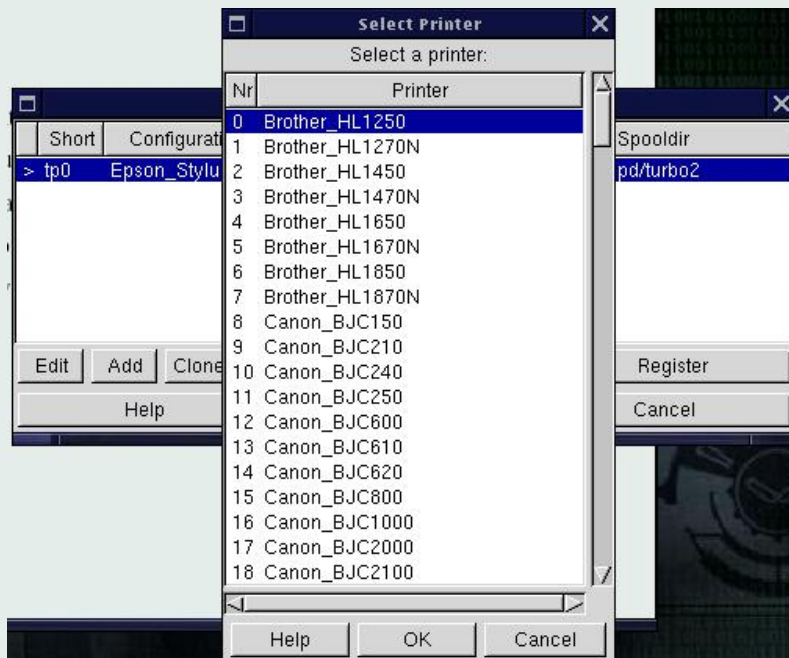 Select Printer
Select a printer:
Nr Printer
0 Brother_HL1250
1 Brother_HL1270N
2 Brother_HL1450
3 Brother_HL1470N
4 Brother_HL1650
5 Brother_HL1670N
6 Brother_HL1850
7 Brother_HL1870N
8 Canon_BJC150
9 Canon_BJC210
10 Canon_BJC240
11 Canon_BJC250
12 Canon_BJC600
13 Canon_BJC610
14 Canon_BJC620
15 Canon_BJC800
16 Canon_BJC1000
17 Canon_BJC2000
18 Canon_BJC2100
Help OK Cancel
Short Configurati Spooldir
> tp0 Epson_Stylu pd/turbo2
Edit Add Clone Register
Help Cancel